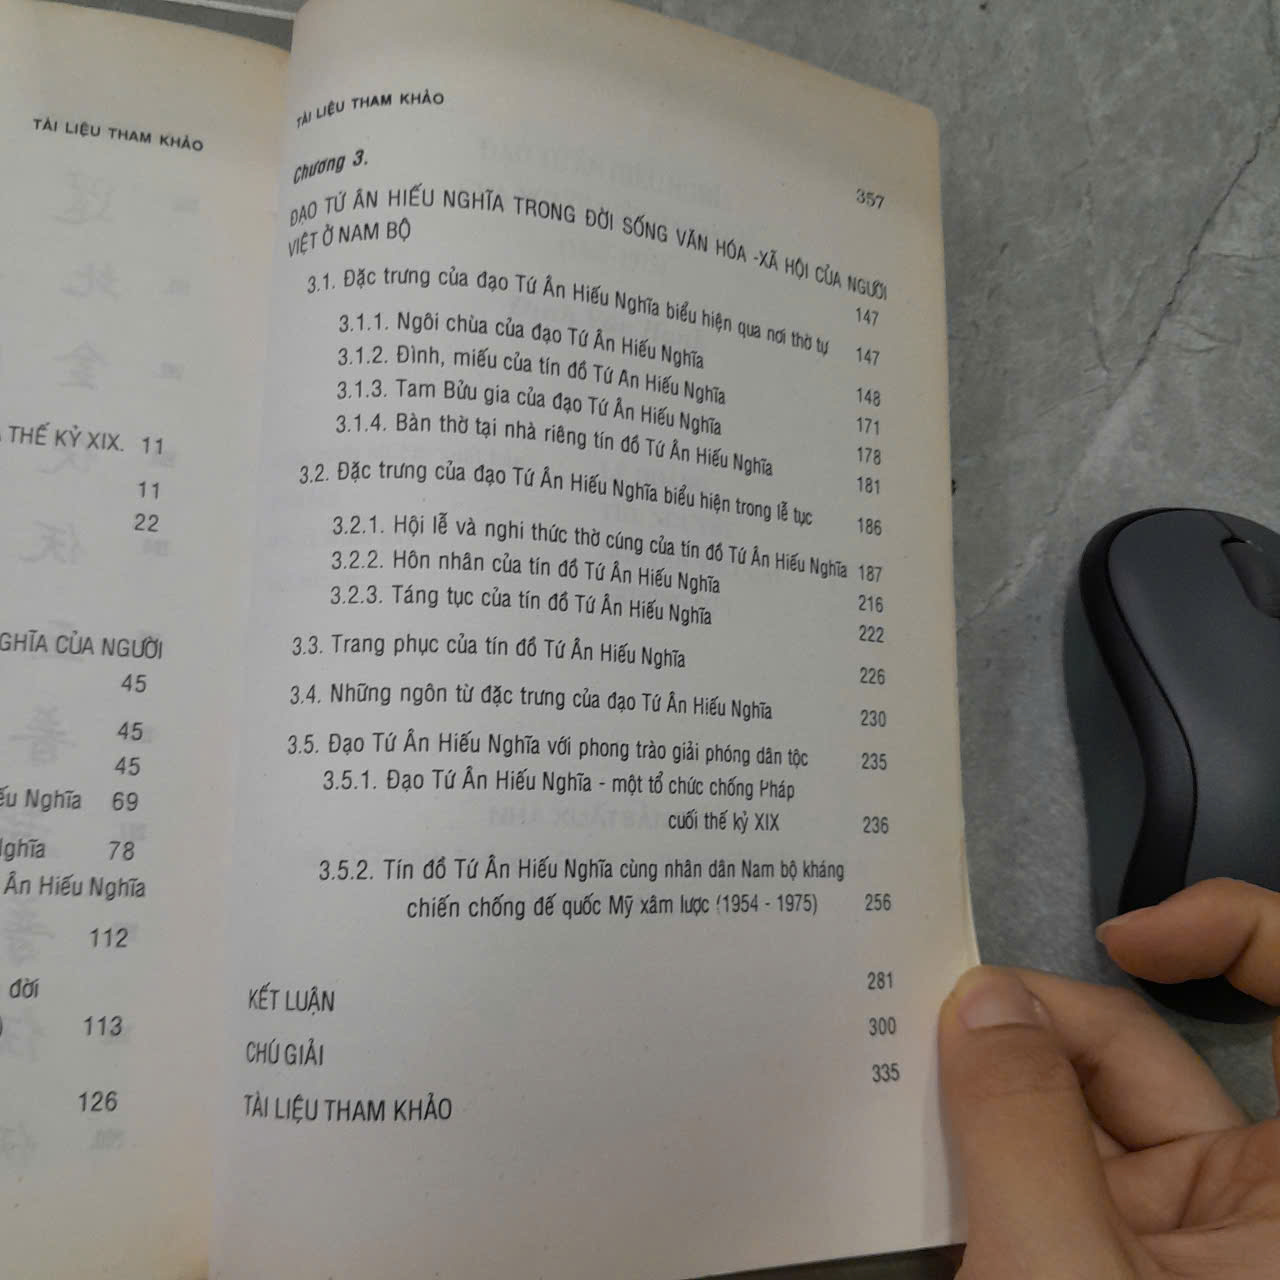 TÀI LIỆU THAM KHẢO
THẾ KỶ XIX. 11
11
22
NGHĨA CỦA NGƯỜI
45
45
45
Hiếu Nghĩa 69
Nghĩa 78
Ân Hiếu Nghĩa
112
đời
113
126
TÀI LIỆU THAM KHẢO
357
Chương 3.
ĐẠO TỨ ÂN HIẾU NGHĨA TRONG ĐỜI SỐNG VĂN HÓA -XÃ HỘI CỦA NGƯỜI
VIỆT Ở NAM BỘ 147
3.1. Đặc trưng của đạo Tứ Ân Hiếu Nghĩa biểu hiện qua nơi thờ tự 147
3.1.1. Ngôi chùa của đạo Tứ Ân Hiếu Nghĩa 148
3.1.2. Đình, miếu của tín đồ Tứ An Hiếu Nghĩa 171
3.1.3. Tam Bửu gia của đạo Tứ Ân Hiếu Nghĩa 178
3.1.4. Bàn thờ tại nhà riêng tín đồ Tứ Ân Hiếu Nghĩa 181
3.2. Đặc trưng của đạo Tứ Ân Hiếu Nghĩa biểu hiện trong lễ tục 186
3.2.1. Hội lễ và nghi thức thờ cúng của tín đồ Tứ Ân Hiếu Nghĩa 187
3.2.2. Hôn nhân của tín đồ Tứ Ân Hiếu Nghĩa 216
3.2.3. Táng tục của tín đồ Tứ Ân Hiếu Nghĩa 222
3.3. Trang phục của tín đồ Tứ Ân Hiếu Nghĩa 226
3.4. Những ngôn từ đặc trưng của đạo Tứ Ân Hiếu Nghĩa 230
3.5. Đạo Tứ Ân Hiếu Nghĩa với phong trào giải phóng dân tộc 235
3.5.1. Đạo Tứ Ân Hiếu Nghĩa - một tổ chức chống Pháp
cuối thế kỷ XIX 236
3.5.2. Tín đồ Tứ Ân Hiếu Nghĩa cùng nhân dân Nam bộ kháng
chiến chống đế quốc Mỹ xâm lược (1954 - 1975) 256
KẾT LUẬN 281
CHÚ GIẢI 300
TÀI LIỆU THAM KHẢO 335